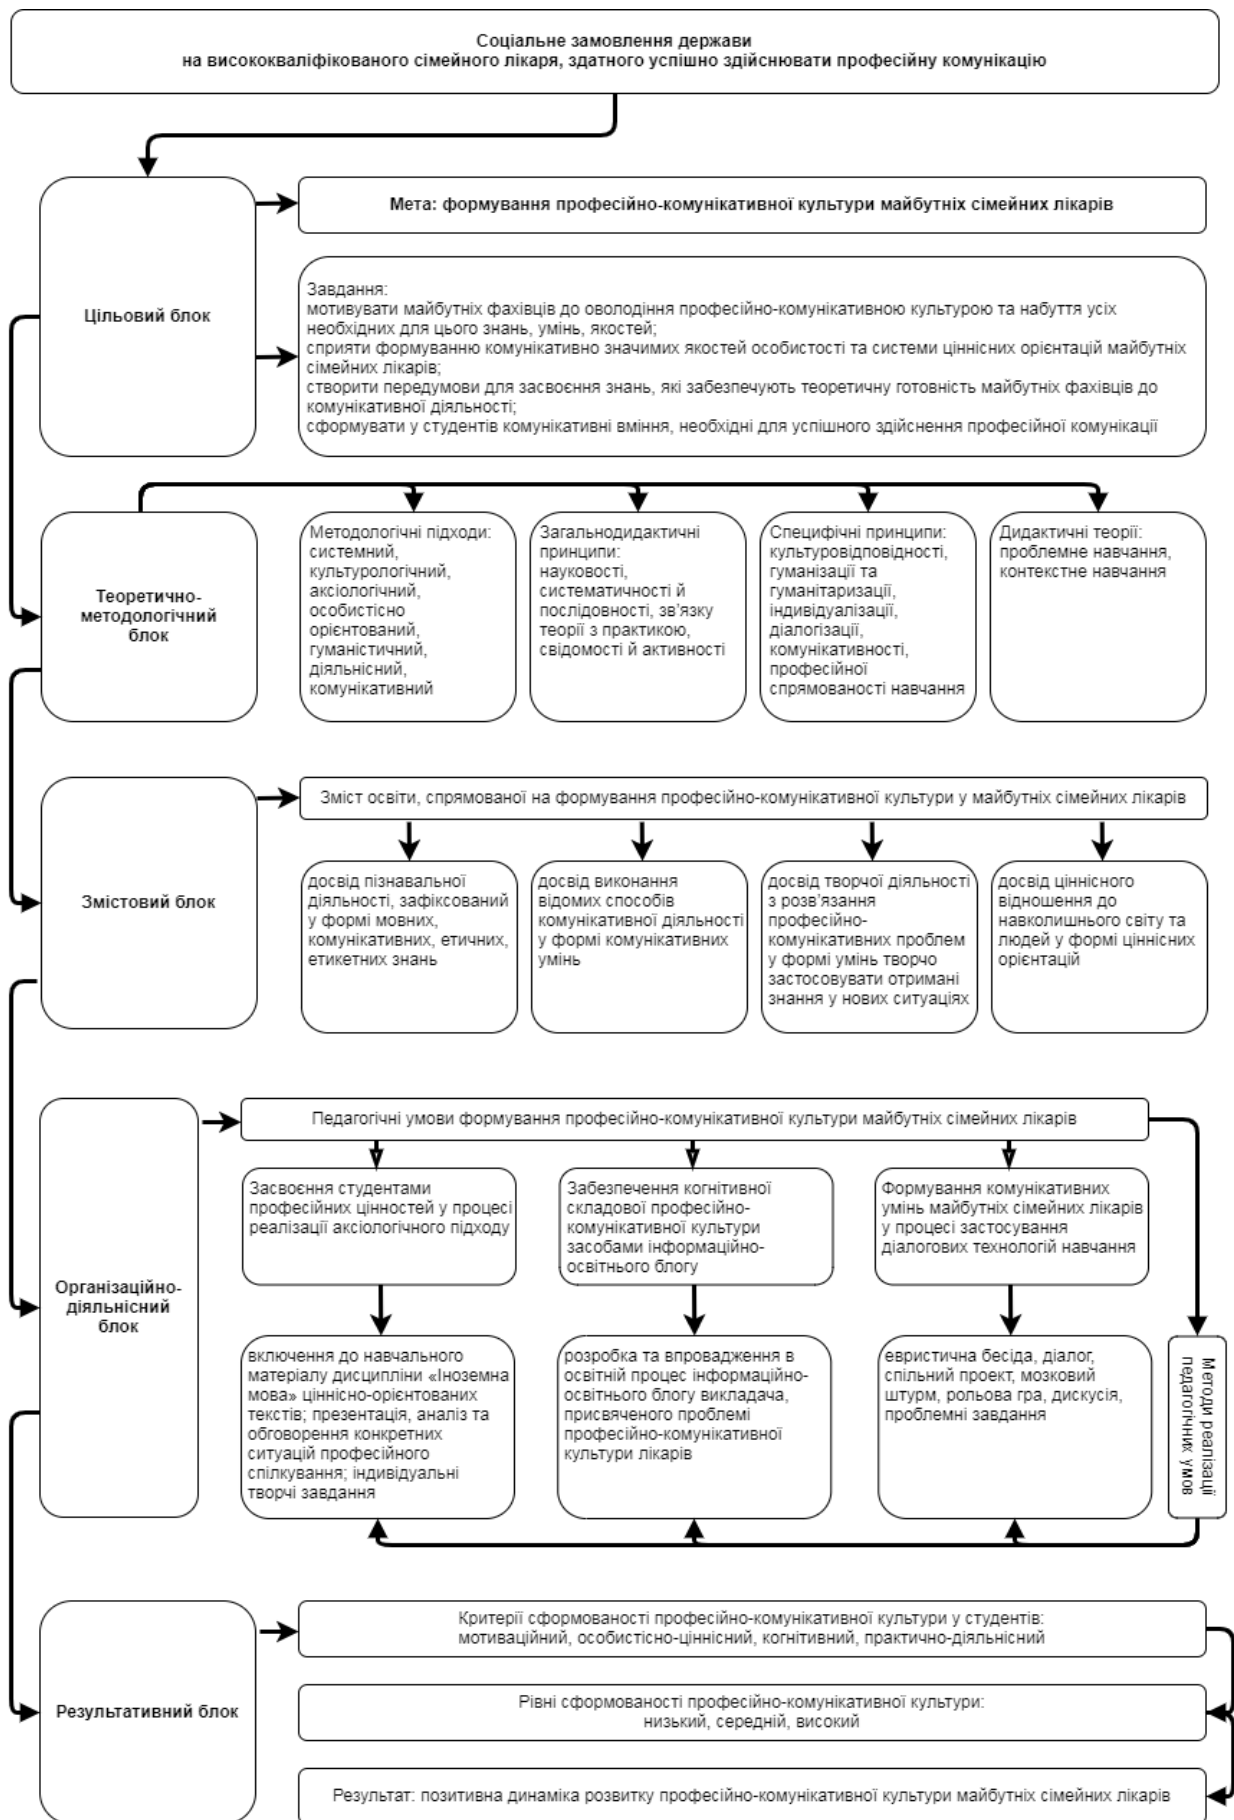 Соціальне замовлення держави
на висококваліфікованого сімейного лікаря, здатного успішно здійснювати професійну комунікацію
Цільовий блок
Мета: формування професійно-комунікативної культури майбутніх сімейних лікарів
Завдання:
мотивувати майбутніх фахівців до оволодіння професійно-комунікативною культурою та набуття усіх
необхідних для цього знань, умінь, якостей;
сприяти формуванню комунікативно значимих якостей особистості та системи ціннісних орієнтацій майбутніх
сімейних лікарів;
створити передумови для засвоєння знань, які забезпечують теоретичну готовність майбутніх фахівців до
комунікативної діяльності;
сформувати у студентів комунікативні вміння, необхідні для успішного здійснення професійної комунікації
Теоретично-
методологічний
блок
Методологічні підходи:
системний,
культурологічний,
аксіологічний,
особистісно
орієнтований,
гуманістичний,
діяльнісний,
комунікативний
Загальнодидактичні
принципи:
науковості,
систематичності й
послідовності, зв'язку
теорії з практикою,
свідомості й активності
Специфічні принципи:
культуровідповідності,
гуманізації та
гуманітаризації,
індивідуалізації,
діалогізації,
комунікативності,
професійної
спрямованості навчання
Дидактичні теорії:
проблемне навчання,
контекстне навчання
Змістовий блок
Зміст освіти, спрямованої на формування професійно-комунікативної культури у майбутніх сімейних лікарів
досвід пізнавальної
діяльності, зафіксований
у формі мовних,
комунікативних, етичних,
етикетних знань
досвід виконання
відомих способів
комунікативної діяльності
у формі комунікативних
умінь
досвід творчої діяльності
з розв'язання
професійно-
комунікативних проблем
у формі умінь творчо
застосовувати отримані
знання у нових ситуаціях
досвід ціннісного
відношення до
навколишнього світу та
людей у формі ціннісних
орієнтацій
Організаційно-
діяльнісний
блок
Педагогічні умови формування професійно-комунікативної культури майбутніх сімейних лікарів
Засвоєння студентами
професійних цінностей у процесі
реалізації аксіологічного підходу
Забезпечення когнітивної
складової професійно-
комунікативної культури
засобами інформаційно-
освітнього блогу
Формування комунікативних
умінь майбутніх сімейних лікарів
у процесі застосування
діалогових технологій навчання
включення до навчального
матеріалу дисципліни «Іноземна
мова» ціннісно-орієнтованих
текстів; презентація, аналіз та
обговорення конкретних
ситуацій професійного
спілкування; індивідуальні
творчі завдання
розробка та впровадження в
освітній процес інформаційно-
освітнього блогу викладача,
присвяченого проблемі
професійно-комунікативної
культури лікарів
евристична бесіда, діалог,
спільний проект, мозковий
штурм, рольова гра, дискусія,
проблемні завдання
Методи реалізації
педагогічних умов
Результативний блок
Критерії сформованості професійно-комунікативної культури у студентів:
мотиваційний, особистісно-ціннісний, когнітивний, практично-діяльнісний
Рівні сформованості професійно-комунікативної культури:
низький, середній, високий
Результат: позитивна динаміка розвитку професійно-комунікативної культури майбутніх сімейних лікарів